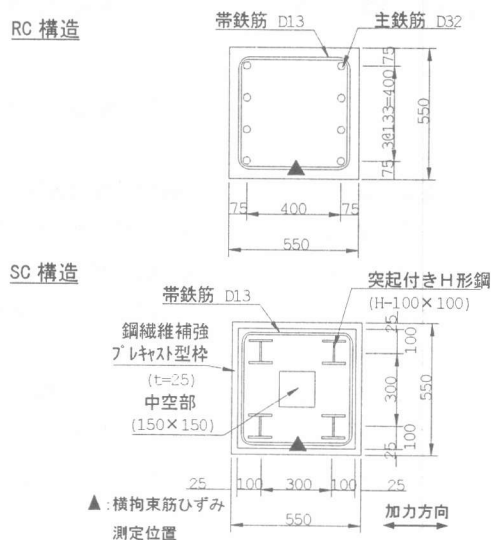 RC 構造
帯鉄筋 D13
主鉄筋 D32
75
3@133=400
75
550
75
400
75
550
SC 構造
帯鉄筋 D13
突起付きH形鋼
(H-100×100)
鋼繊維補強
プレキャスト型枠
(t=25)
中空部
(150×150)
25
100
300
100
25
550
25
100
300
100
25
550
▲:横拘束筋ひずみ
測定位置
加力方向